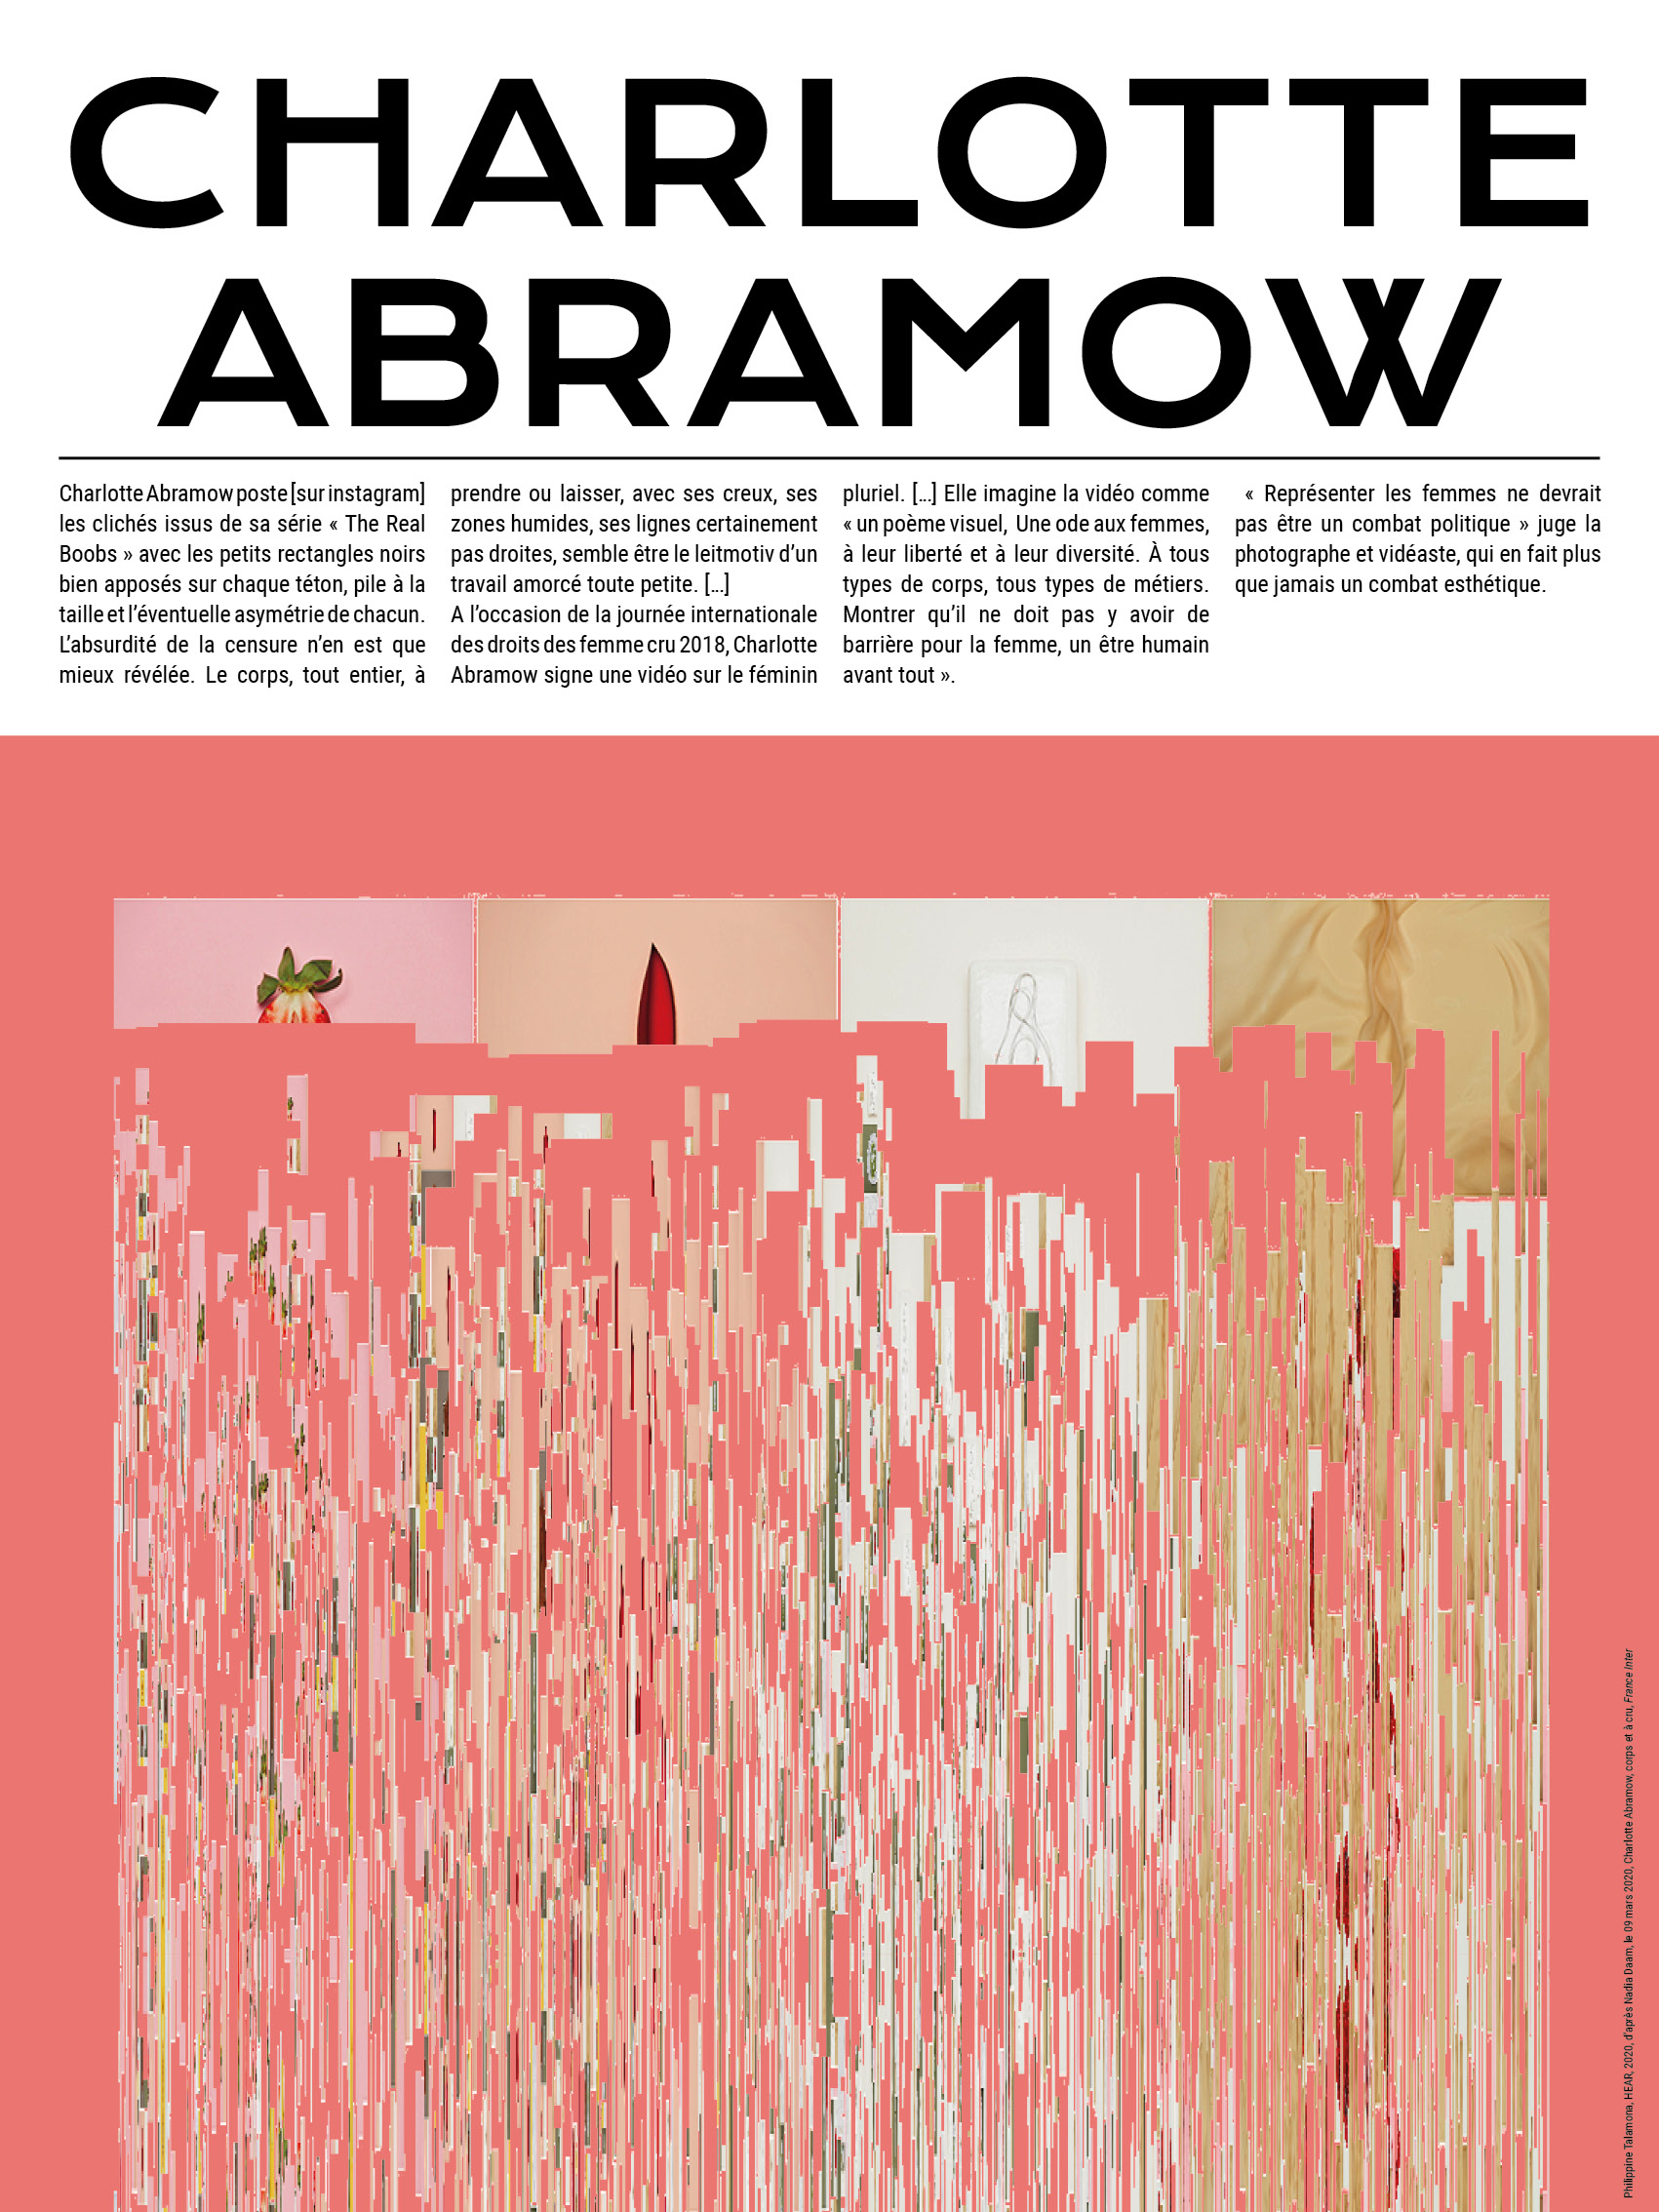 CHARLOTTE
ABRAMOW
Charlotte Abramow poste [sur instagram]
les clichés issus de sa série « The Real
Boobs » avec les petits rectangles noirs
bien apposés sur chaque téton, pile à la
taille et l’éventuelle asymétrie de chacun.
L’absurdité de la censure n’en est que
mieux révélée. Le corps, tout entier, à
prendre ou laisser, avec ses creux, ses
zones humides, ses lignes certainement
pas droites, semble être le leitmotiv d’un
travail amorcé toute petite. […]
A l’occasion de la journée internationale
des droits des femme cru 2018, Charlotte
Abramow signe une vidéo sur le féminin
pluriel. […] Elle imagine la vidéo comme
« un poème visuel, Une ode aux femmes,
à leur liberté et à leur diversité. À tous
types de corps, tous types de métiers.
Montrer qu’il ne doit pas y avoir de
barrière pour la femme, un être humain
avant tout ».
« Représenter les femmes ne devrait
pas être un combat politique » juge la
photographe et vidéaste, qui en fait plus
que jamais un combat esthétique.
Philippine Talamona, HEAR, 2020, d’après Nadia Daam, le 09 mars 2020, Charlotte Abramow, corps et à cru, France Inter